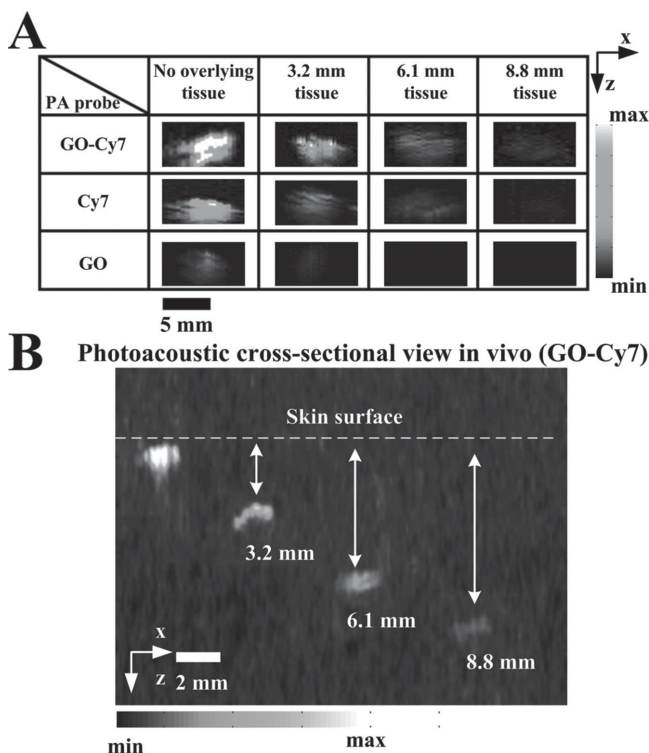 A
x
z
PA probe
No overlying
tissue
3.2 mm
tissue
6.1 mm
tissue
8.8 mm
tissue
max
GO-Cy7
Cy7
GO
min
5 mm
B
Photoacoustic cross-sectional view in vivo (GO-Cy7)
Skin surface
3.2 mm
6.1 mm
8.8 mm
x
z
2 mm
min
max